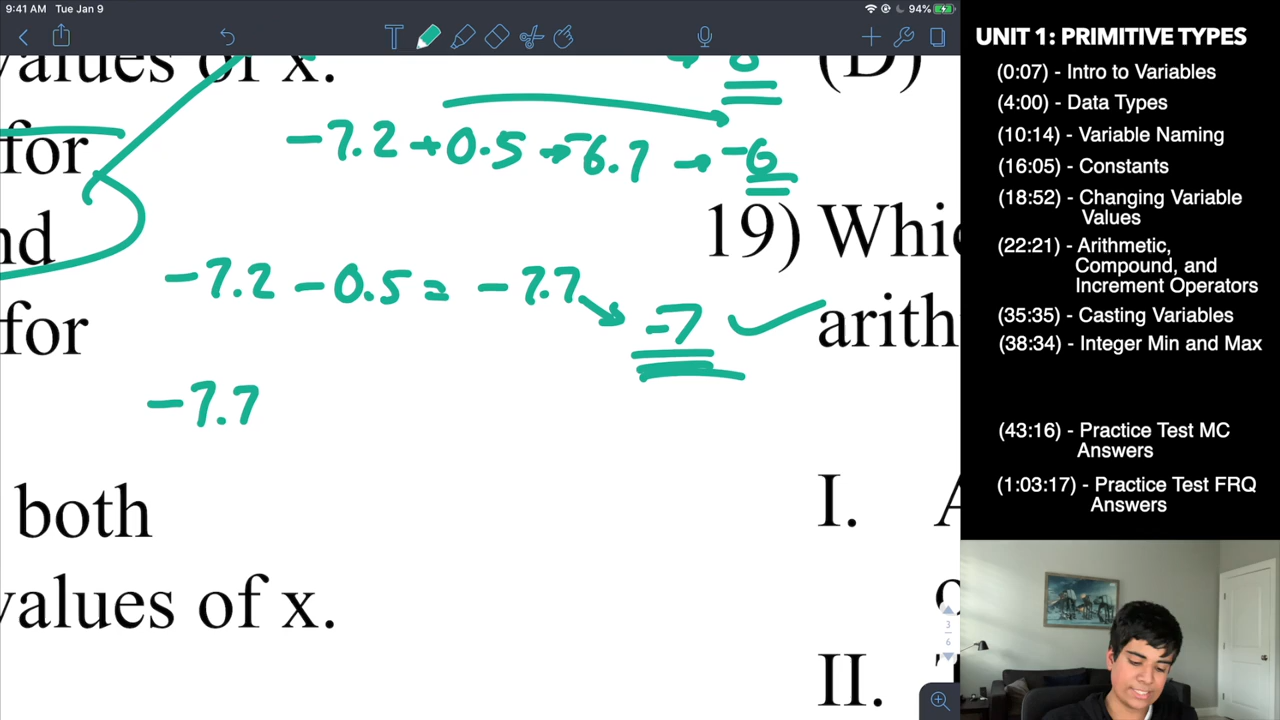 9:41 AM Tue Jan 9
94%
values of x.
(D)
for
-7.2 + 0.5 → -6.7 → -6
nd
19) Whic
-7.2 - 0.5 = -7.7
-7
for
arith
-7.7
both
I. A
values of x.
II.
3
6
UNIT 1: PRIMITIVE TYPES
(0:07) - Intro to Variables
(4:00) - Data Types
(10:14) - Variable Naming
(16:05) - Constants
(18:52) - Changing Variable
Values
(22:21) - Arithmetic,
Compound, and
Increment Operators
(35:35) - Casting Variables
(38:34) - Integer Min and Max
(43:16) - Practice Test MC
Answers
(1:03:17) - Practice Test FRQ
Answers